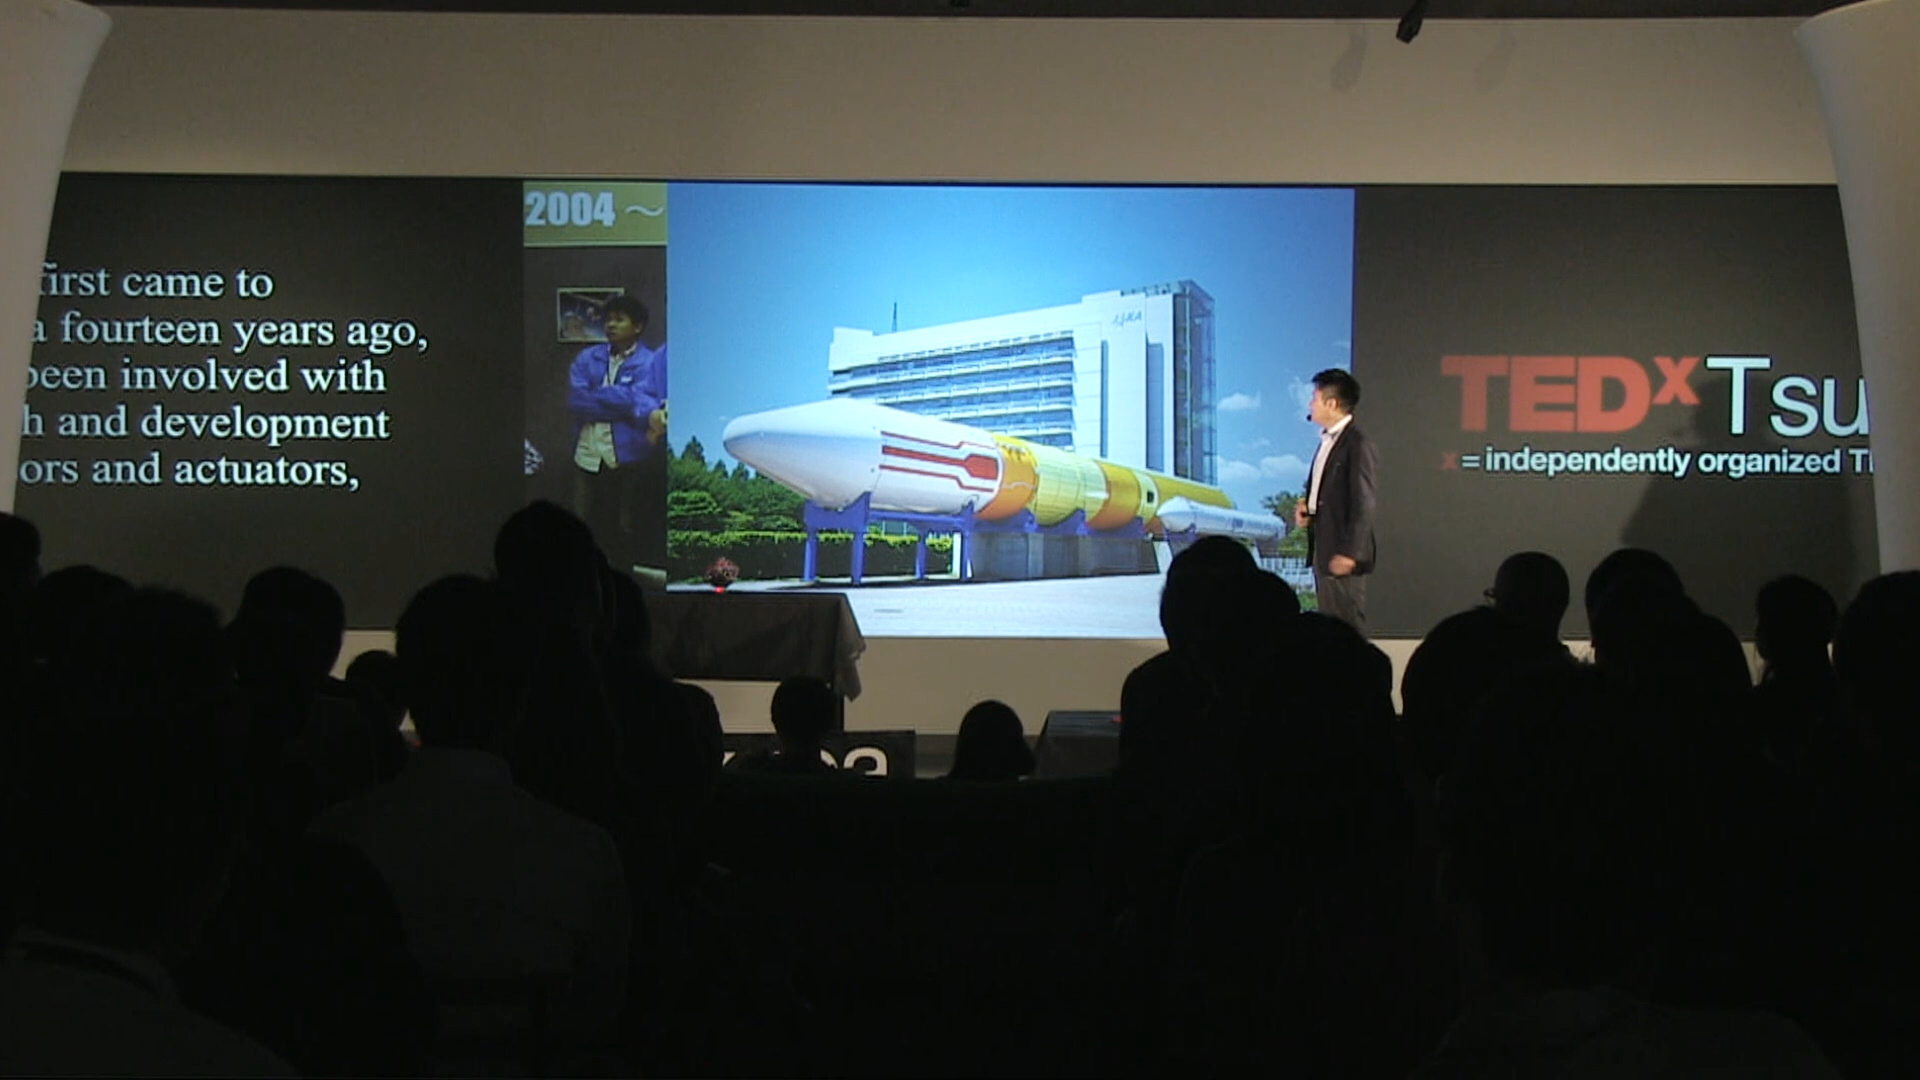 first came to
a fourteen years ago,
been involved with
h and development
ors and actuators,
2004 ~
JAXA
TEDx Tsu
x = independently organized T